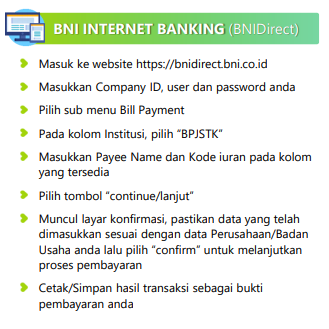 BNI INTERNET BANKING (BNIDirect)
Masuk ke website https://bnidirect.bni.co.id
Masukkan Company ID, user dan password anda
Pilih sub menu Bill Payment
Pada kolom Institusi, pilih “BPJSTK”
Masukkan Payee Name dan Kode iuran pada kolom
yang tersedia
Pilih tombol “continue/lanjut”
Muncul layar konfirmasi, pastikan data yang telah
dimasukkan sesuai dengan data Perusahaan/Badan
Usaha anda lalu pilih “confirm” untuk melanjutkan
proses pembayaran
Cetak/Simpan hasil transaksi sebagai bukti
pembayaran anda